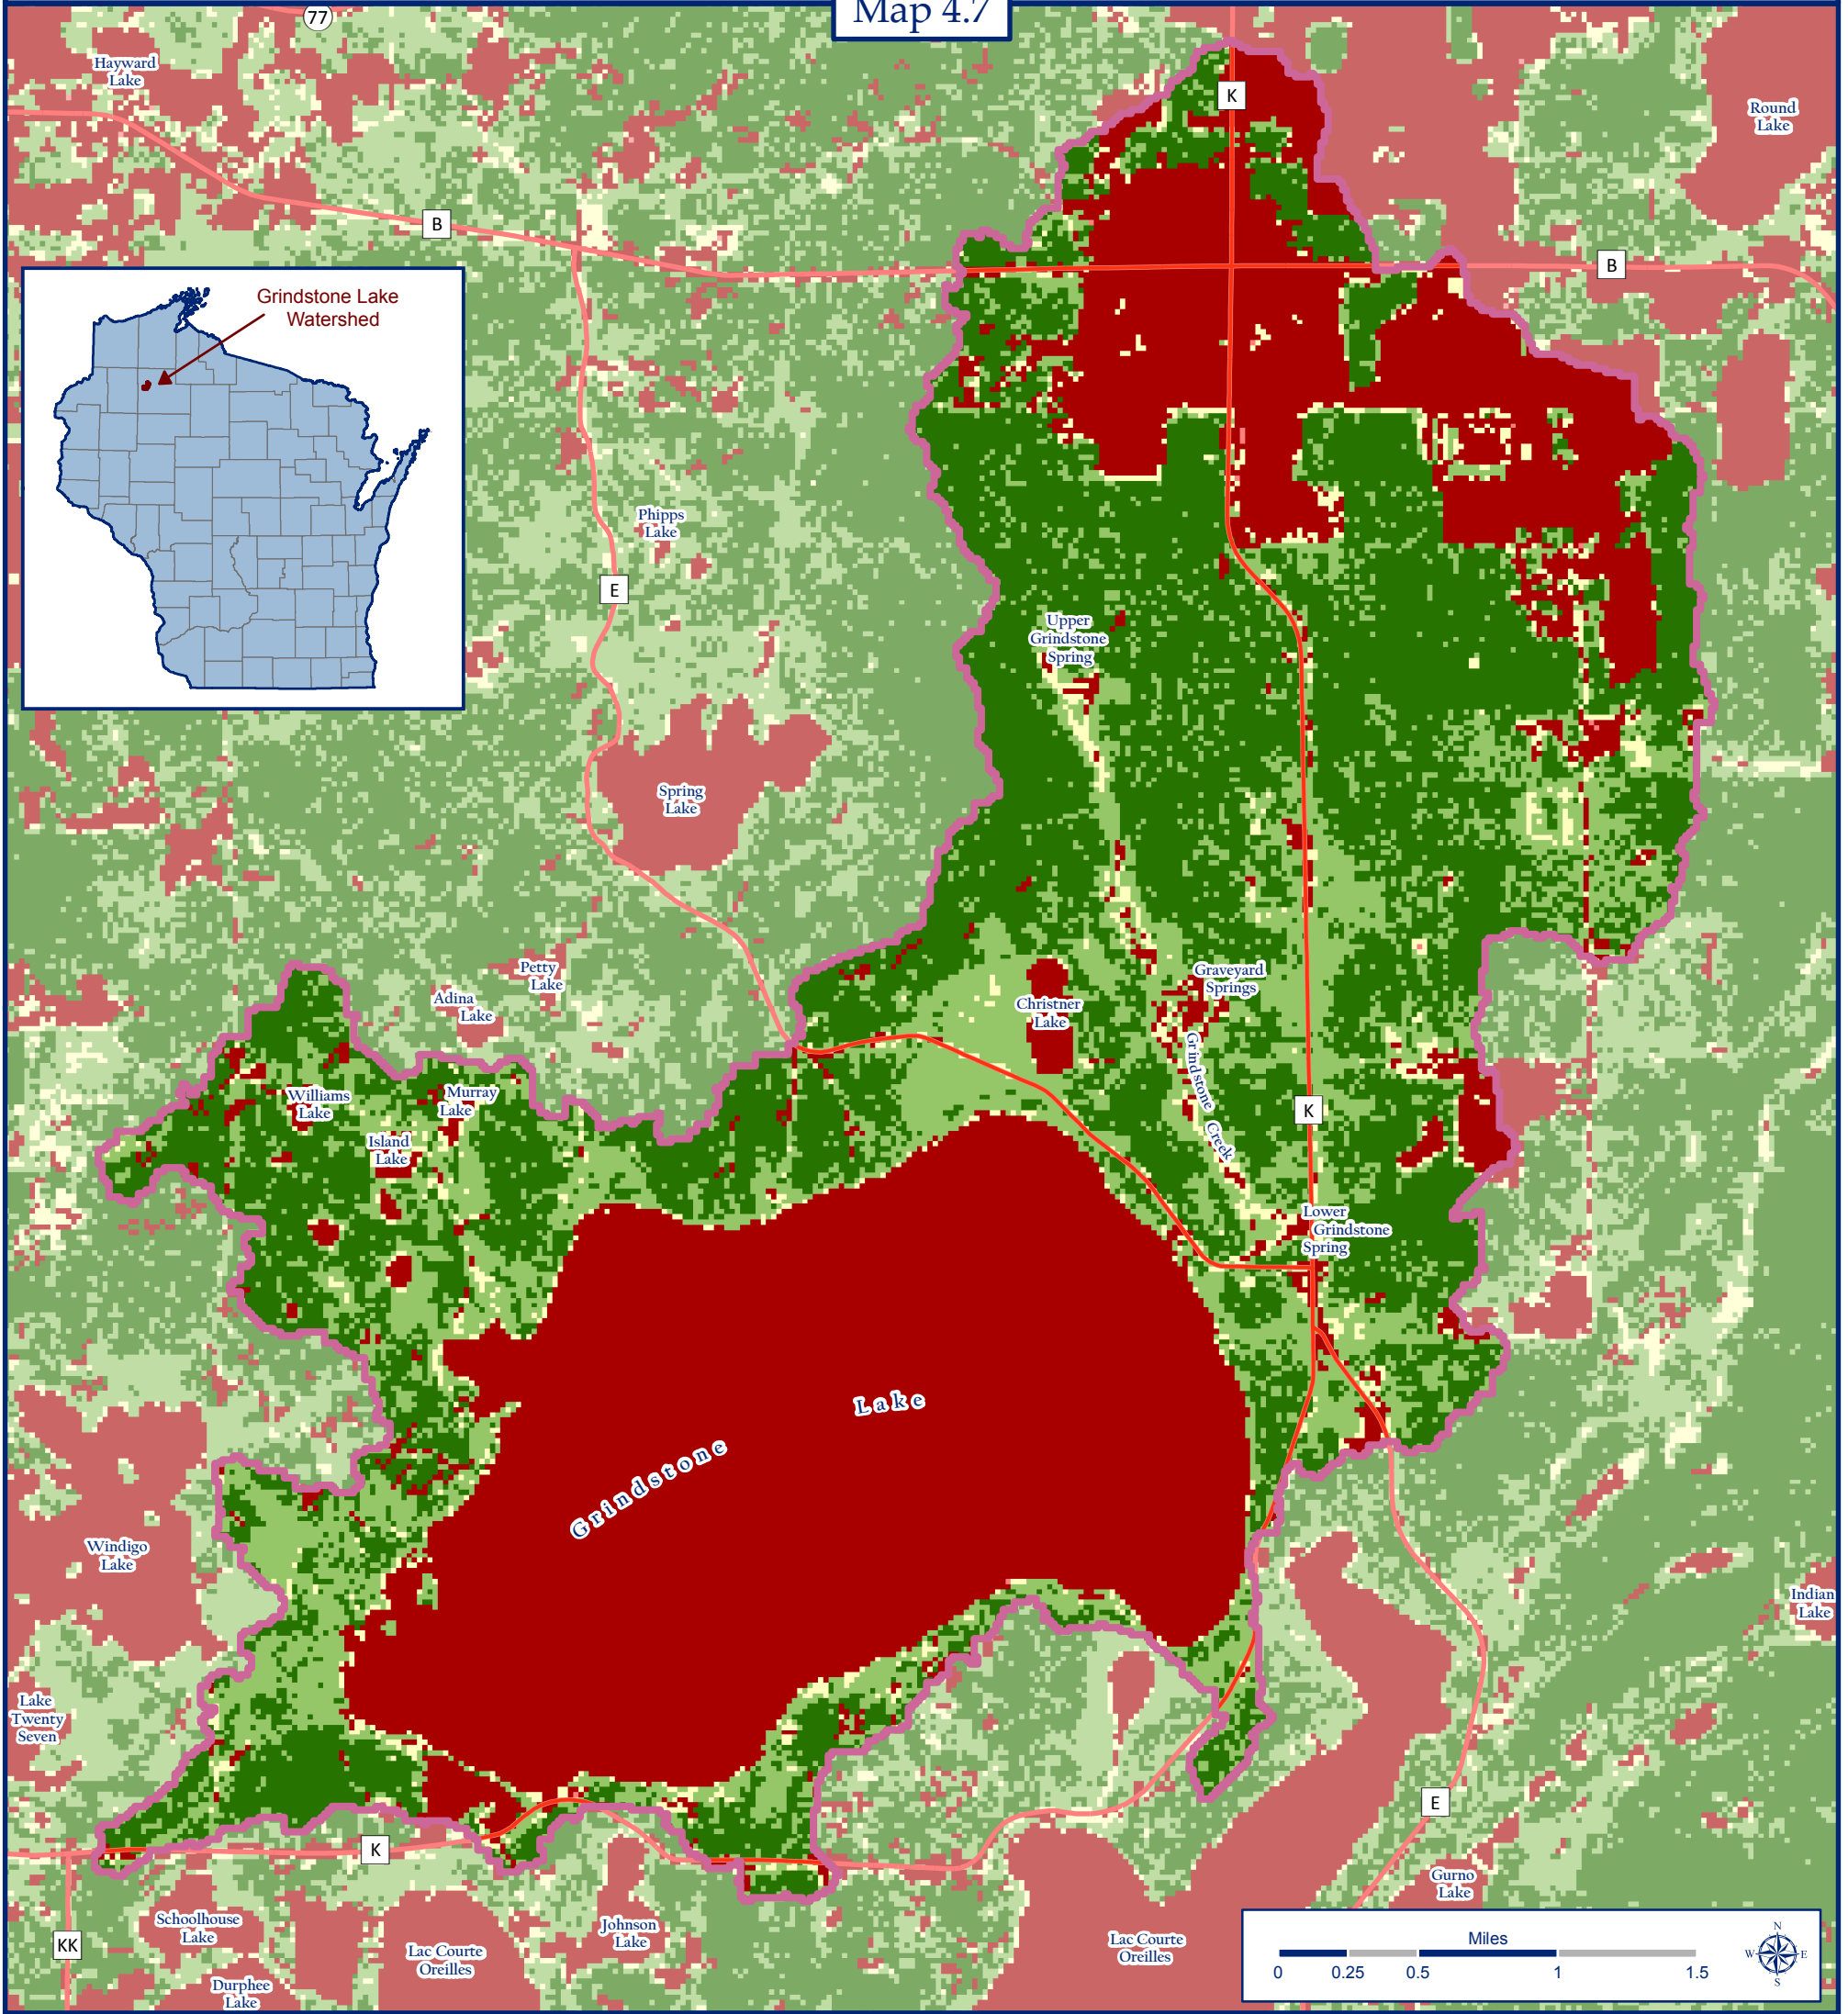 Map 4.7
77
Hayward
Lake
K
Round
Lake
B
B
Grindstone Lake
Watershed
Phipps
Lake
E
Upper
Grindstone
Spring
Spring
Lake
Petty
Lake
Adina
Lake
Graveyard
Springs
Christner
Lake
Grindstone Creek
Williams
Lake
Murray
Lake
K
Island
Lake
Lower
Grindstone
Spring
Grindstone Lake
Windigo
Lake
Indian
Lake
Lake
Twenty
Seven
E
K
Gurno
Lake
Schoolhouse
Lake
Johnson
Lake
Lac Courte
Oreilles
Lac Courte
Oreilles
KK
Durphee
Lake
Miles
0 0.25 0.5 1 1.5
N
W E
S